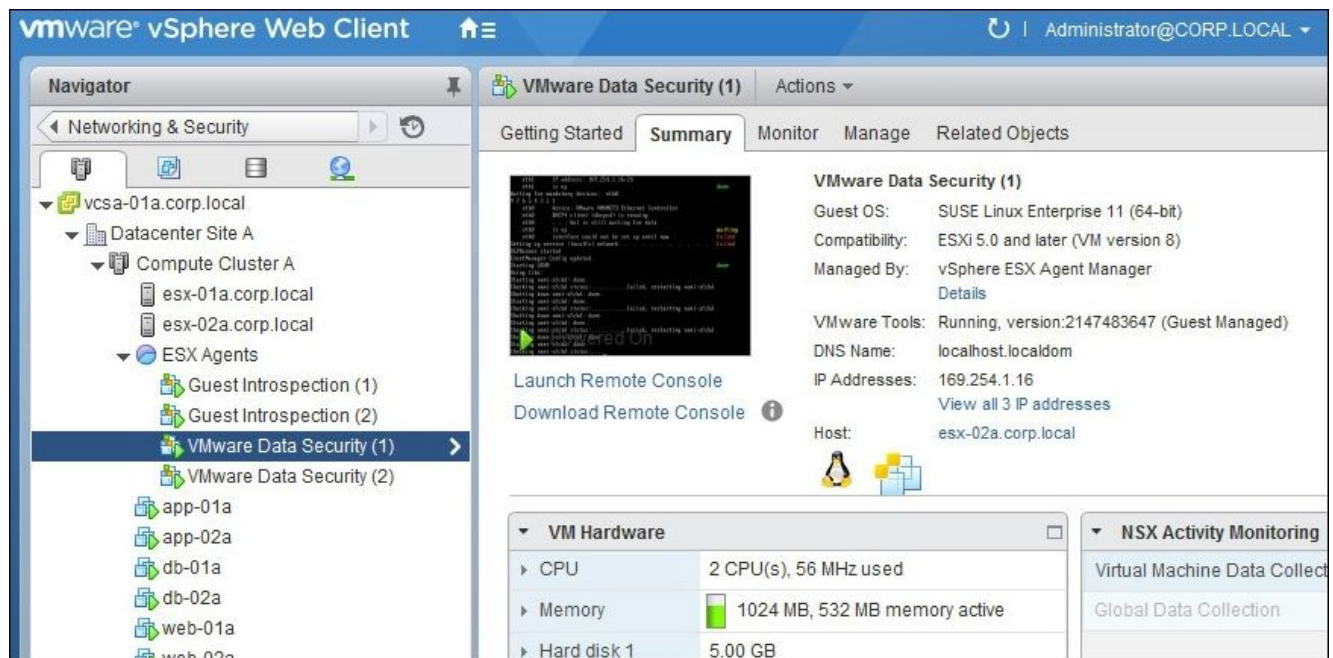 vmware® vSphere Web Client
Administrator@CORP.LOCAL
Navigator
Networking & Security
vcsa-01a.corp.local
Datacenter Site A
Compute Cluster A
esx-01a.corp.local
esx-02a.corp.local
ESX Agents
Guest Introspection (1)
Guest Introspection (2)
VMware Data Security (1)
VMware Data Security (2)
app-01a
app-02a
db-01a
db-02a
web-01a
web-02a
VMware Data Security (1) Actions
Getting Started Summary Monitor Manage Related Objects
Powered On
Launch Remote Console
Download Remote Console
VMware Data Security (1)
Guest OS: SUSE Linux Enterprise 11 (64-bit)
Compatibility: ESXi 5.0 and later (VM version 8)
Managed By: vSphere ESX Agent Manager
Details
VMware Tools: Running, version:2147483647 (Guest Managed)
DNS Name: localhost.localdom
IP Addresses: 169.254.1.16
View all 3 IP addresses
Host: esx-02a.corp.local
VM Hardware
CPU 2 CPU(s), 56 MHz used
Memory 1024 MB, 532 MB memory active
Hard disk 1 5.00 GB
NSX Activity Monitoring
Virtual Machine Data Collect
Global Data Collection